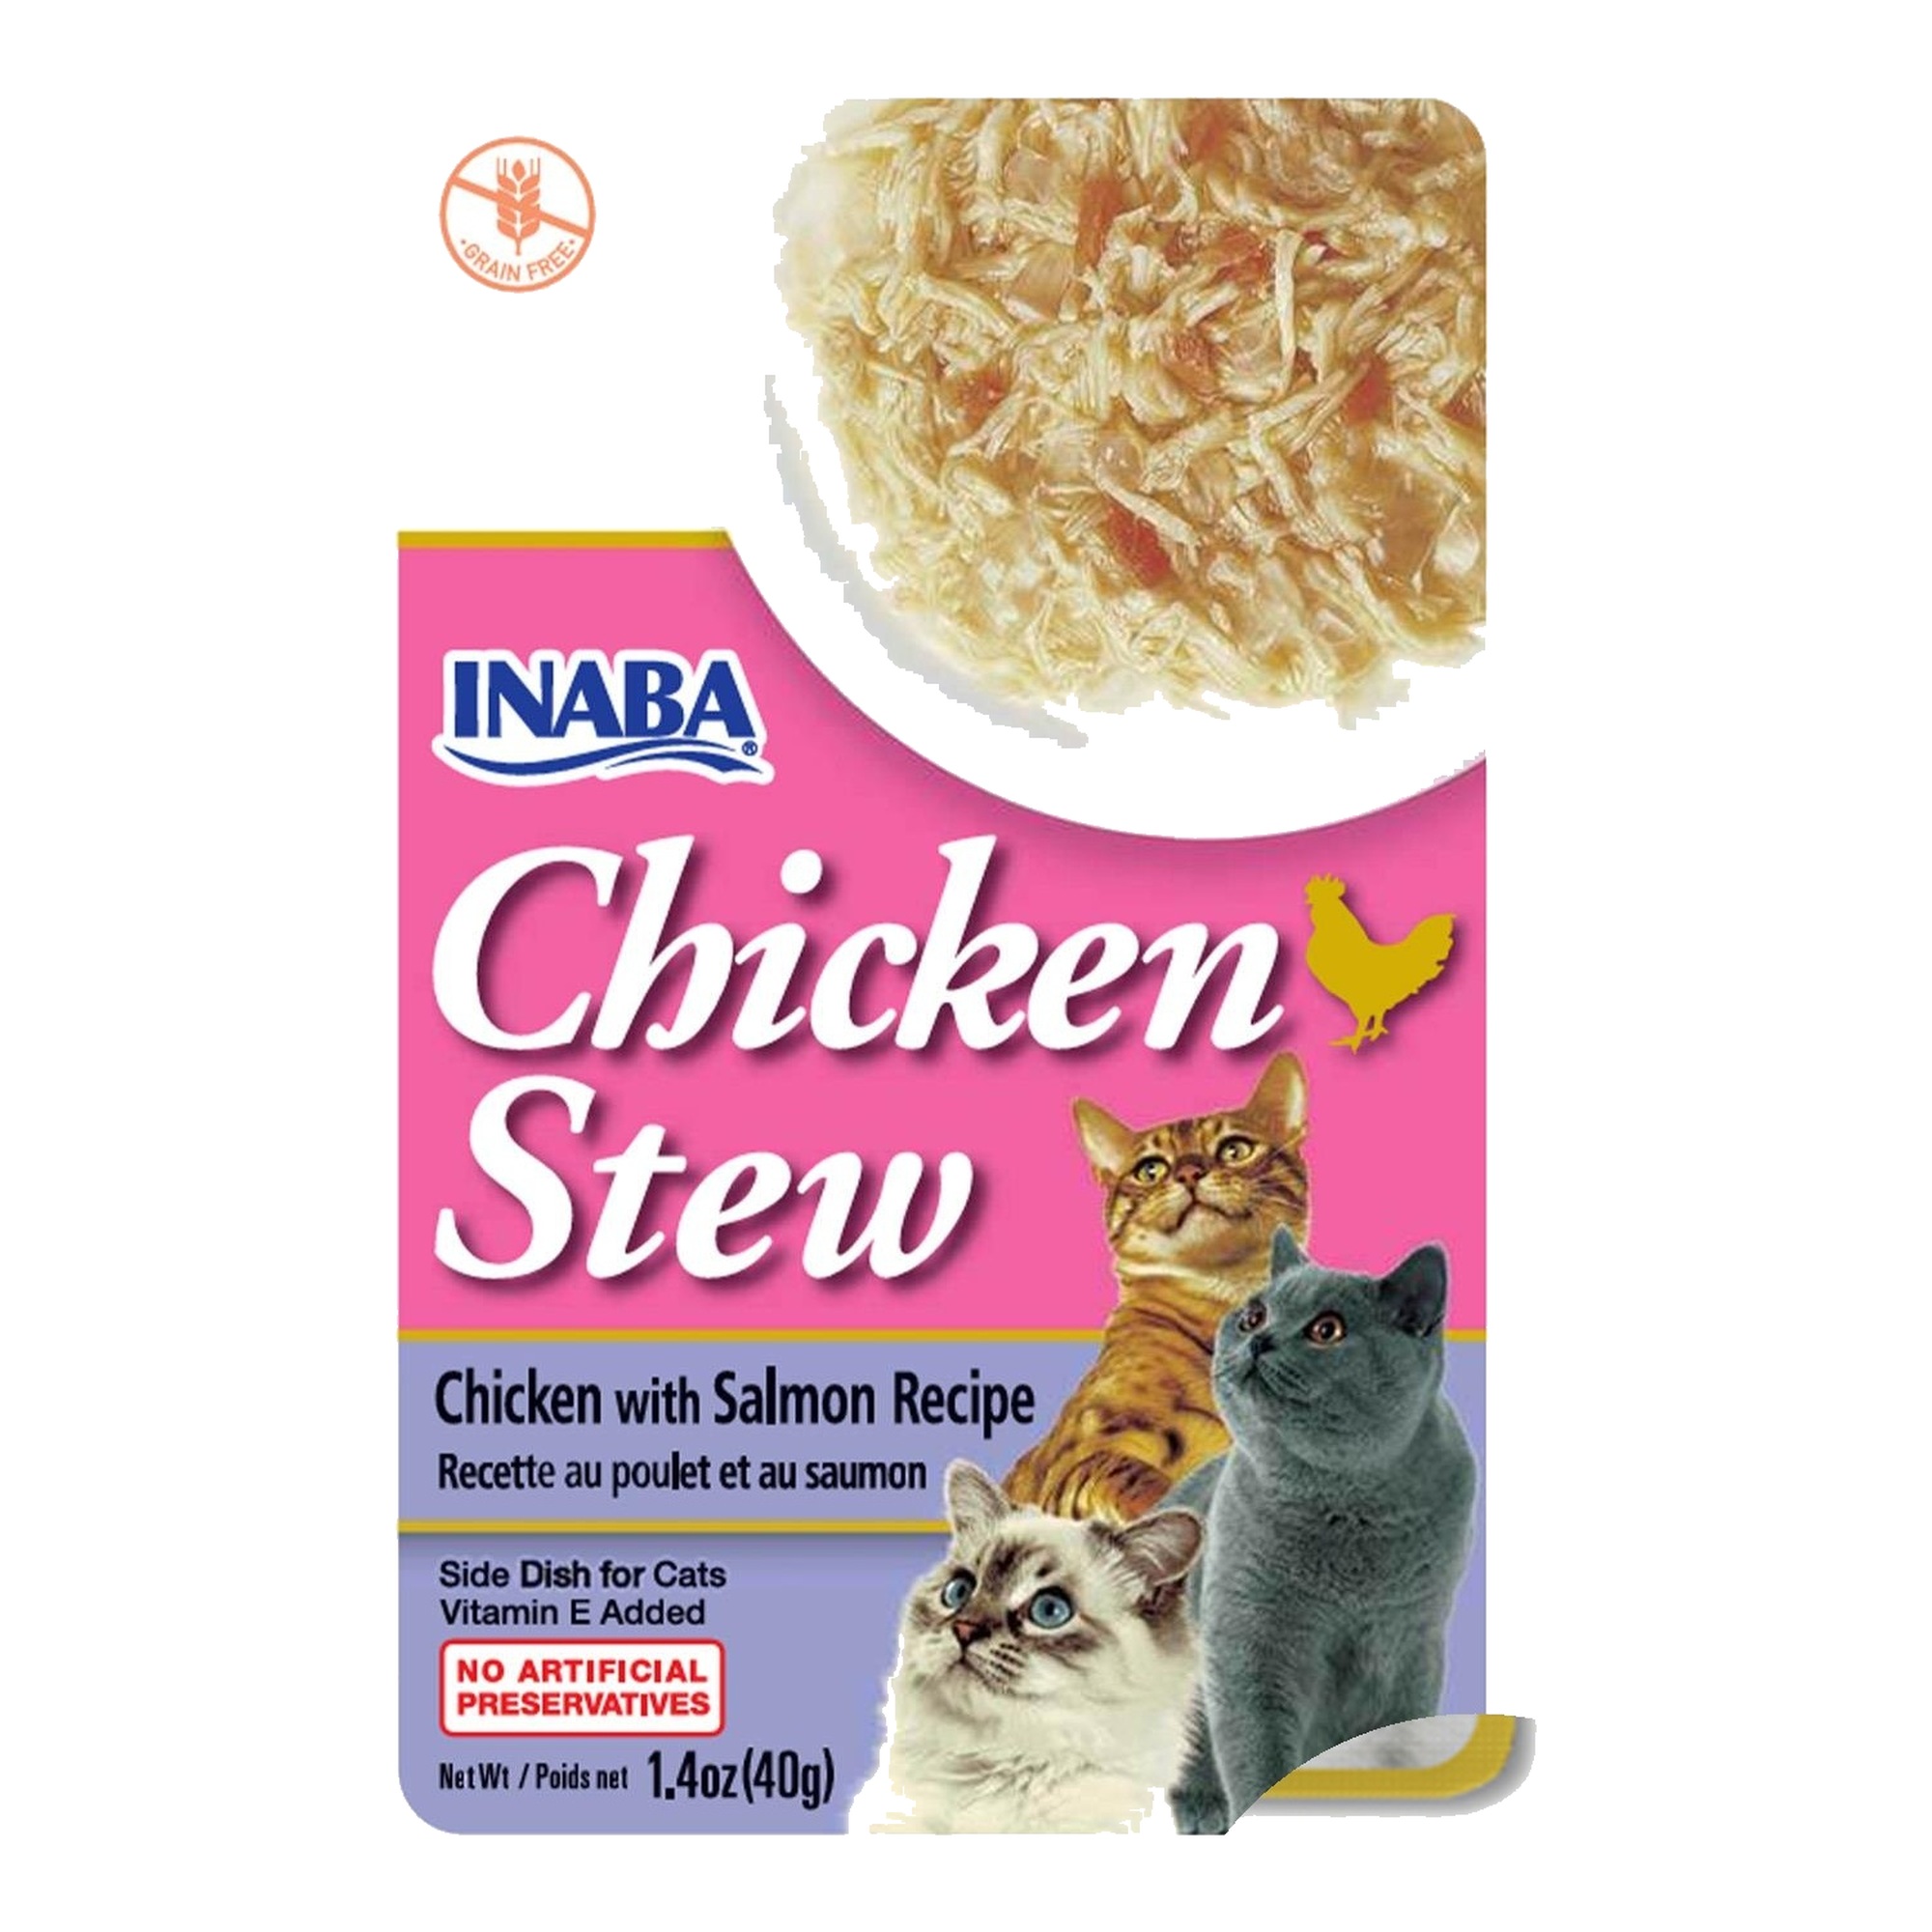 GRAIN FREE
INABA®
Chicken
Stew
Chicken with Salmon Recipe
Recette au poulet et au saumon
Side Dish for Cats
Vitamin E Added
NO ARTIFICIAL
PRESERVATIVES
Net Wt / Poids net 1.4oz (40g)